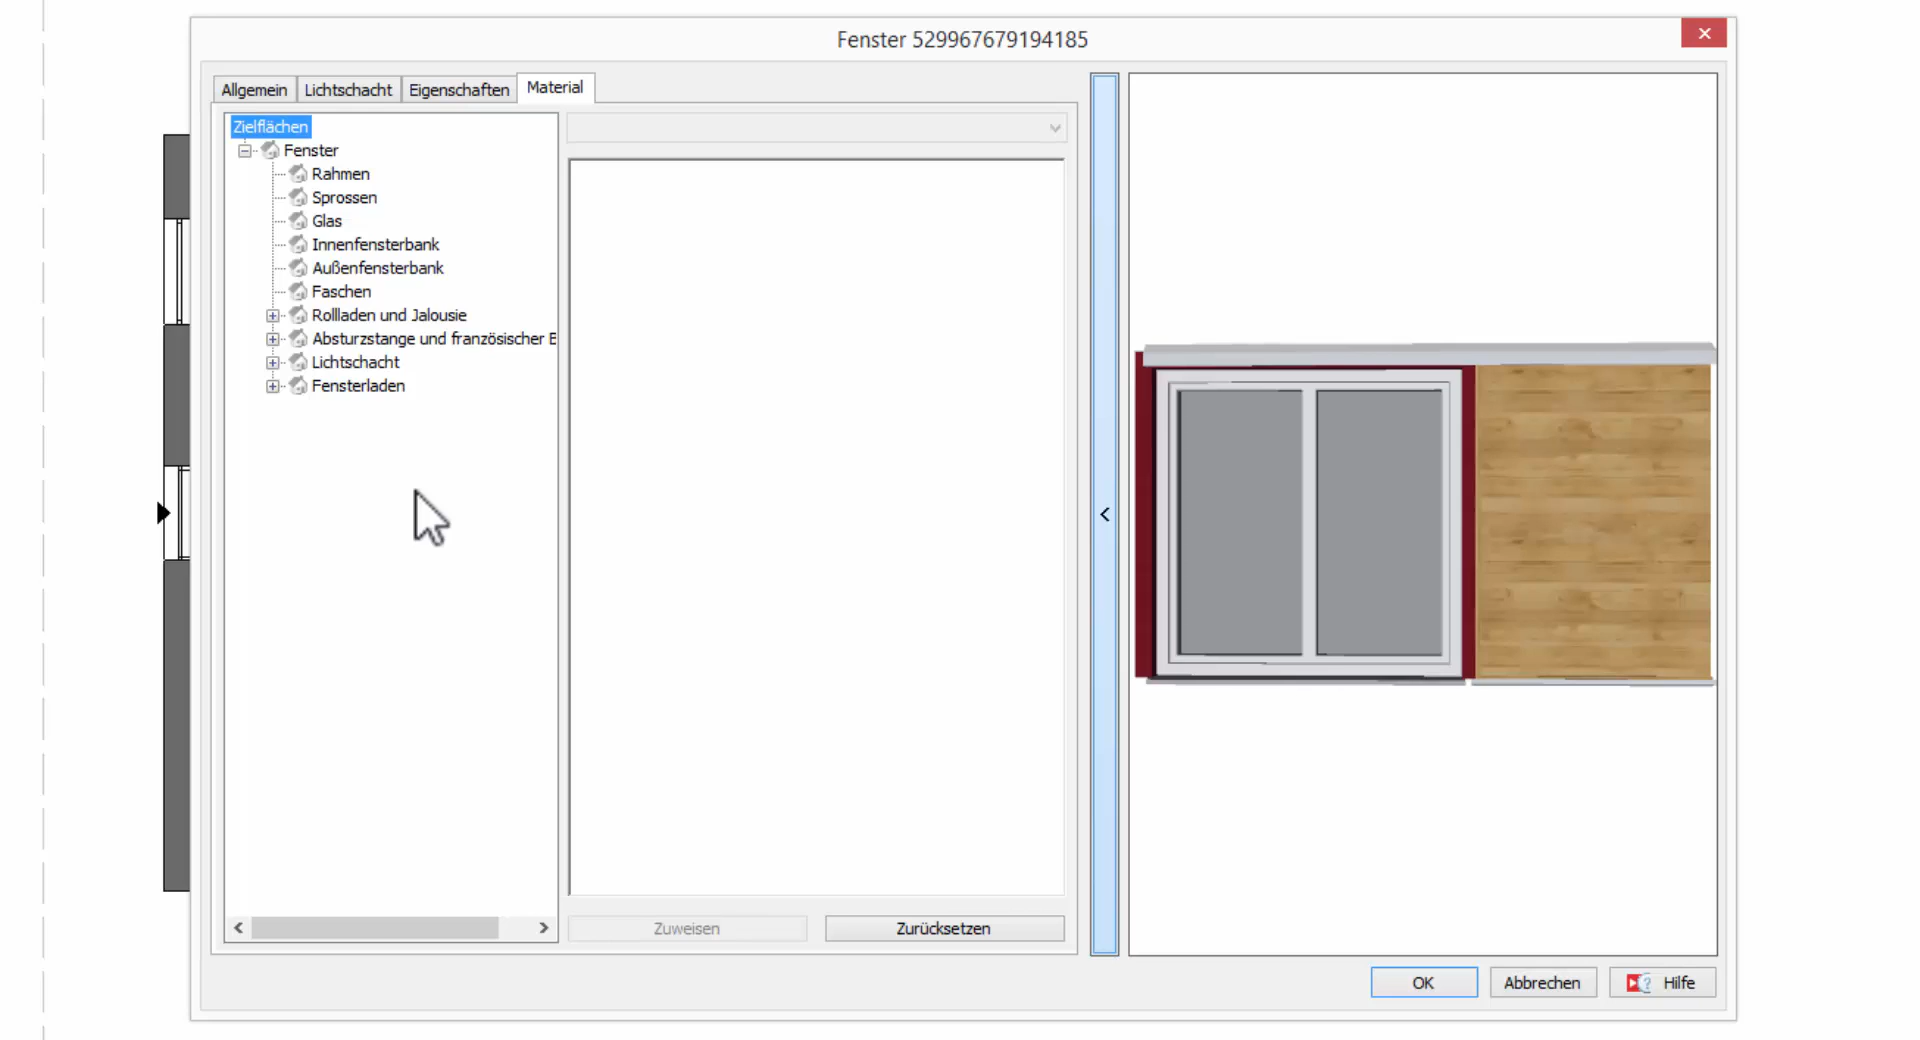 Fenster 529967679194185
Allgemein Lichtschacht Eigenschaften Material
Zielflächen
Fenster
Rahmen
Sprossen
Glas
Innenfensterbank
Außenfensterbank
Faschen
Rollladen und Jalousie
Absturzstange und französischer
Lichtschacht
Fensterladen
Zuweisen Zurücksetzen
OK Abbrechen Hilfe